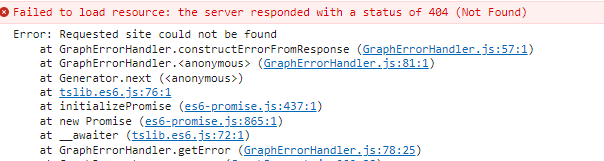 Failed to load resource: the server responded with a status of 404 (Not Found)
Error: Requested site could not be found
at GraphErrorHandler.constructErrorFromResponse (GraphErrorHandler.js:57:1)
at GraphErrorHandler.<anonymous> (GraphErrorHandler.js:81:1)
at Generator.next (<anonymous>)
at tslib.es6.js:76:1
at initializePromise (es6-promise.js:437:1)
at new Promise (es6-promise.js:865:1)
at __awaiter (tslib.es6.js:72:1)
at GraphErrorHandler.getError (GraphErrorHandler.js:78:25)